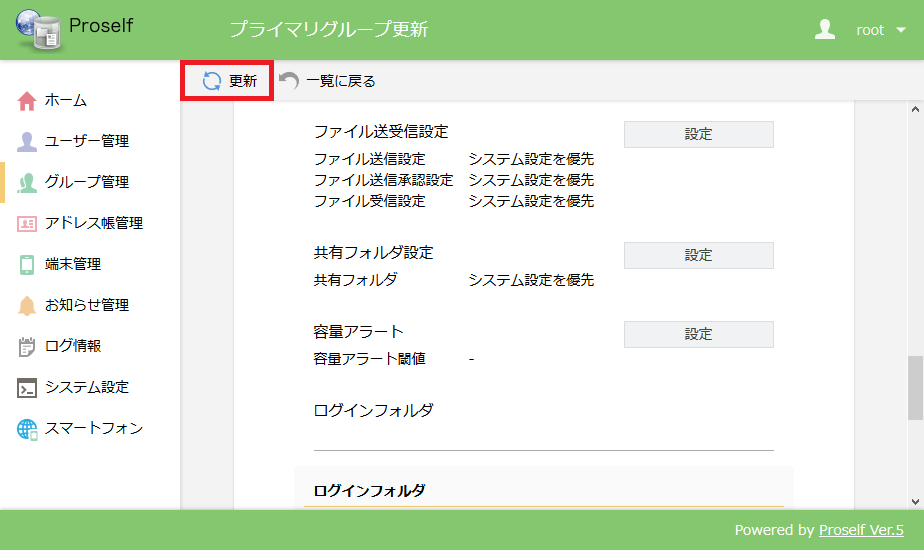 Proself
プライマリグループ更新
root
更新
一覧に戻る
ホーム
ユーザー管理
グループ管理
アドレス帳管理
端末管理
お知らせ管理
ログ情報
システム設定
スマートフォン
ファイル送受信設定 設定
ファイル送信設定 システム設定を優先
ファイル送信承認設定 システム設定を優先
ファイル受信設定 システム設定を優先
共有フォルダ設定 設定
共有フォルダ システム設定を優先
容量アラート 設定
容量アラート閾値 -
ログインフォルダ
ログインフォルダ
Powered by Proself Ver.5